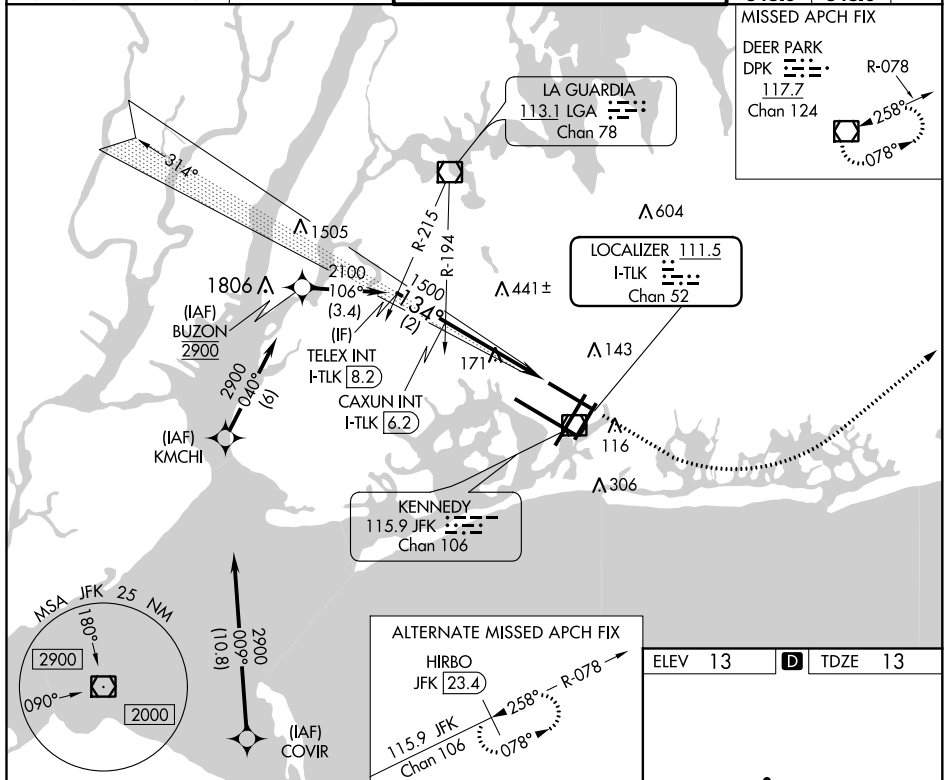 MISSED APCH FIX
DEER PARK
DPK
117.7
Chan 124
R-078
258°
078°
LA GUARDIA
113.1 LGA
Chan 78
314°
1505
R-215
R-194
604
LOCALIZER 111.5
I-TLK
Chan 52
1806
2100
106°
(3.4)
1500
134°
(2)
441±
(IAF)
BUZON
2900
(IF)
TELEX INT
I-TLK 8.2
171
143
2900
040°
(6)
CAXUN INT
I-TLK 6.2
(IAF)
KMCHI
116
306
KENNEDY
115.9 JFK
Chan 106
MSA JFK 25 NM
180°
2900
090°
2000
2900
009°
(10.8)
(IAF)
COVIR
ALTERNATE MISSED APCH FIX
HIRBO
JFK 23.4
R-078
258°
078°
115.9 JFK
Chan 106
ELEV 13 D TDZE 13